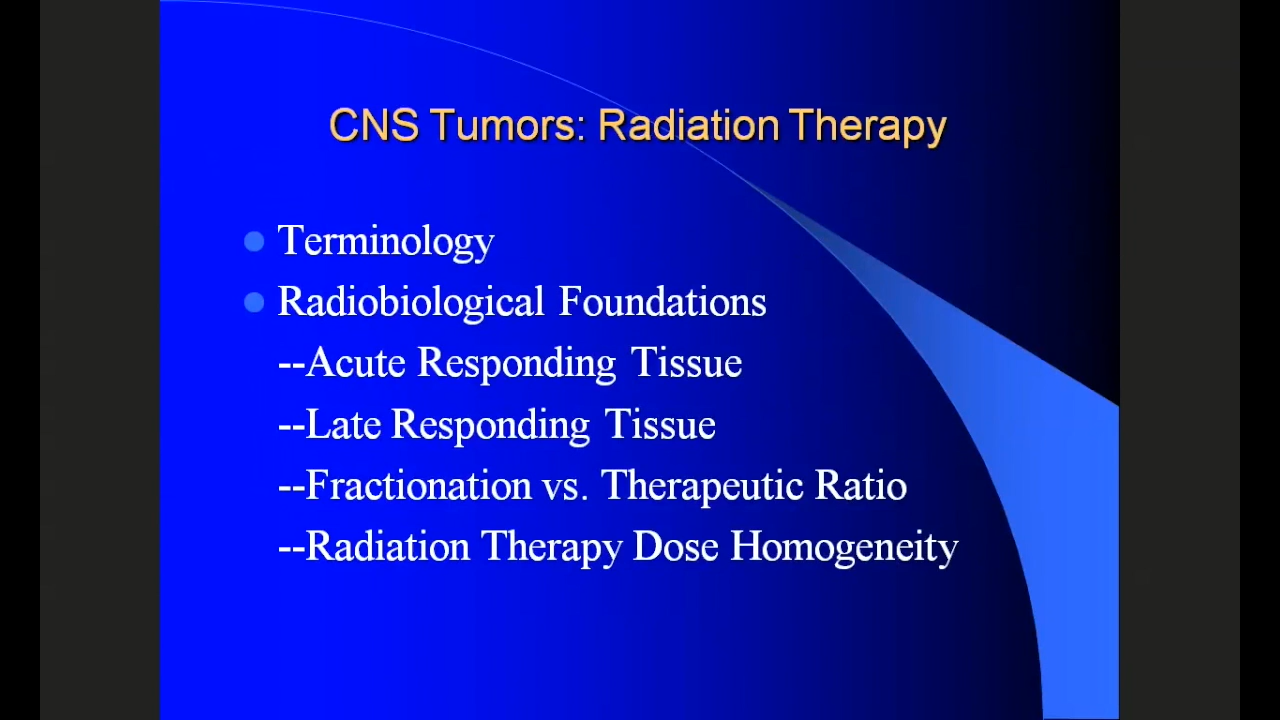 CNS Tumors: Radiation Therapy
Terminology
Radiobiological Foundations
--Acute Responding Tissue
--Late Responding Tissue
--Fractionation vs. Therapeutic Ratio
--Radiation Therapy Dose Homogeneity